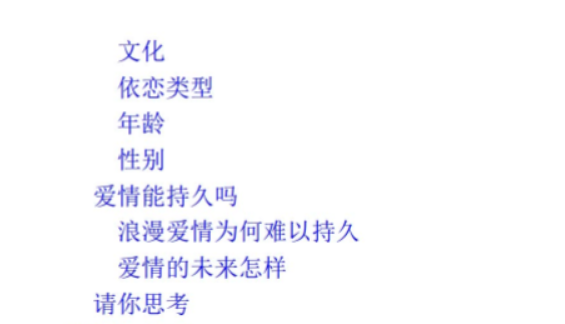 文化
依恋类型
年龄
性别
爱情能持久吗
浪漫爱情为何难以持久
爱情的未来怎样
请你思考